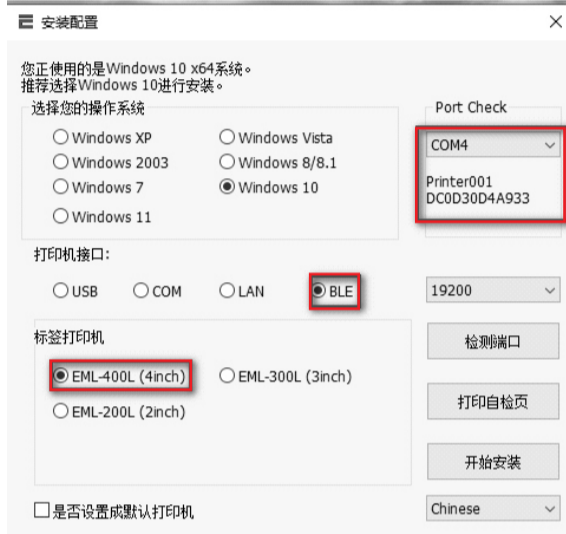 安装配置
您正使用的是Windows 10 x64系统。
推荐选择Windows 10进行安装。
选择您的操作系统
Windows XP
Windows Vista
Windows 2003
Windows 8/8.1
Windows 7
Windows 10
Windows 11
Port Check
COM4
Printer001
DC0D30D4A933
打印机接口:
USB
COM
LAN
BLE
19200
标签打印机
EML-400L (4inch)
EML-300L (3inch)
EML-200L (2inch)
检测端口
打印自检页
开始安装
是否设置成默认打印机
Chinese